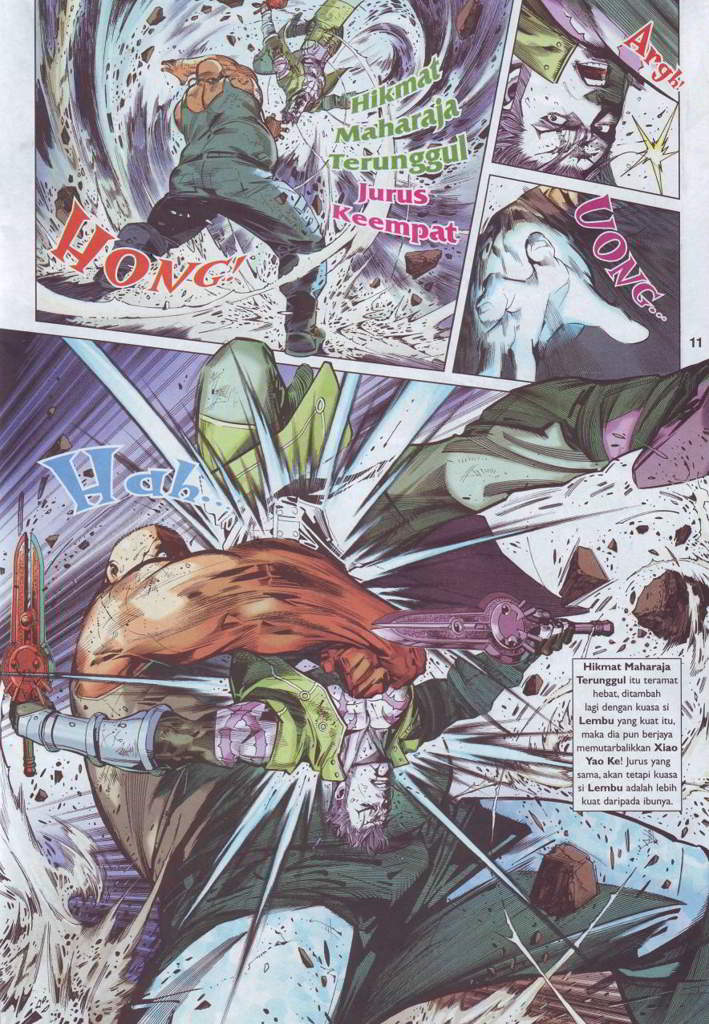 Hikmat
Maharaja
Terunggul
Jurus
Keempat
HONG!
Argh!
UONG...
11
Hah...
Hikmat Maharaja
Terunggul itu teramat
hebat, ditambah
lagi dengan kuasa si
Lembu yang kuat itu,
maka dia pun berjaya
memutarbalikkan Xiao
Yao Ke! Jurus yang
sama, akan tetapi kuasa
si Lembu adalah lebih
kuat daripada ibunya.